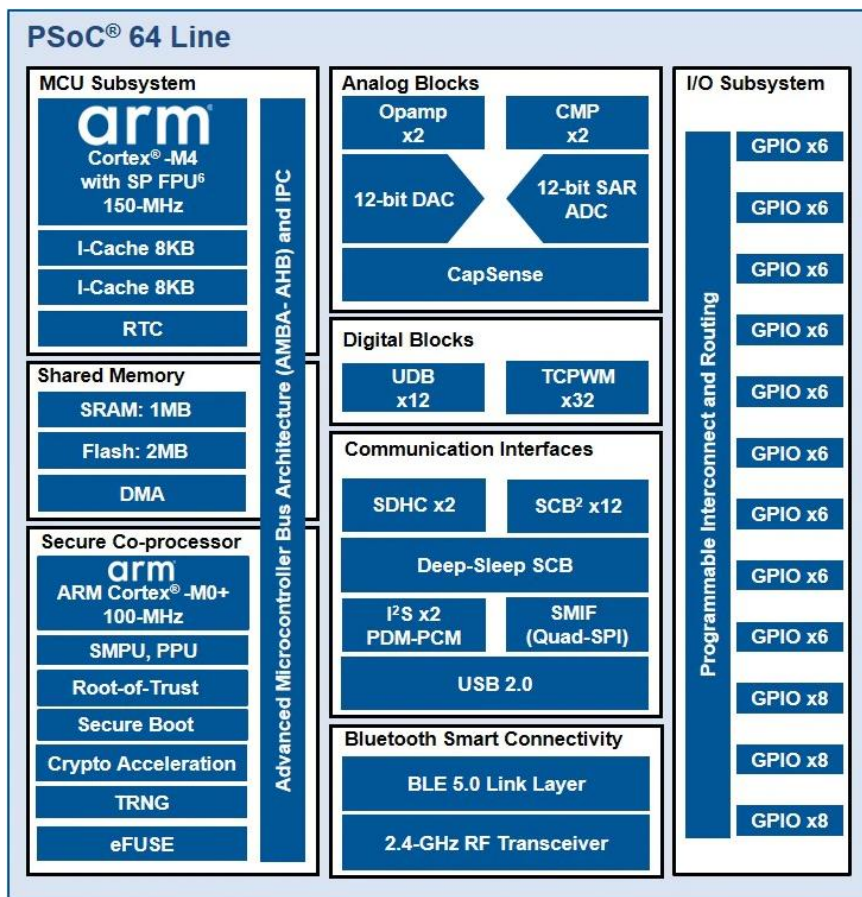 PSoC® 64 Line
MCU Subsystem
arm®
Cortex® -M4
with SP FPU⁶
150-MHz
I-Cache 8KB
I-Cache 8KB
RTC
Shared Memory
SRAM: 1MB
Flash: 2MB
DMA
Secure Co-processor
arm
ARM Cortex® -M0+
100-MHz
SMPU, PPU
Root-of-Trust
Secure Boot
Crypto Acceleration
TRNG
eFUSE
Advanced Microcontroller Bus Architecture (AMBA- AHB) and IPC
Analog Blocks
Opamp
x2
CMP
x2
12-bit DAC
12-bit SAR
ADC
CapSense
Digital Blocks
UDB
x12
TCPWM
x32
Communication Interfaces
SDHC x2
SCB² x12
Deep-Sleep SCB
I²S x2
PDM-PCM
SMIF
(Quad-SPI)
USB 2.0
Bluetooth Smart Connectivity
BLE 5.0 Link Layer
2.4-GHz RF Transceiver
I/O Subsystem
Programmable Interconnect and Routing
GPIO x6
GPIO x6
GPIO x6
GPIO x6
GPIO x6
GPIO x6
GPIO x6
GPIO x6
GPIO x6
GPIO x8
GPIO x8
GPIO x8